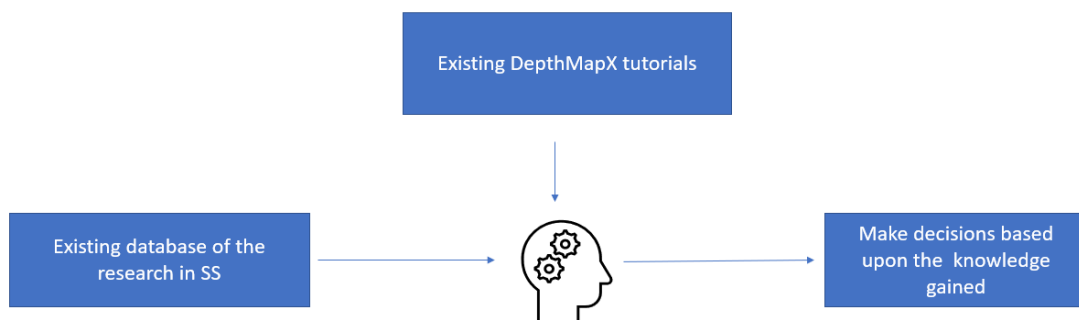 Existing DepthMapX tutorials
Existing database of the
research in SS
Make decisions based
upon the  knowledge
gained